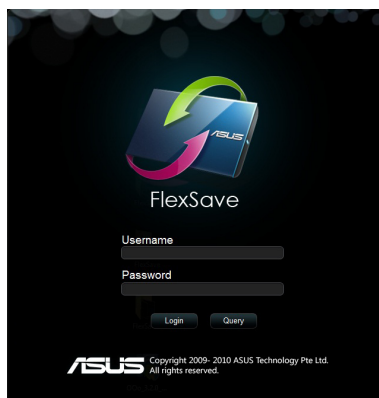 ASUS
FlexSave
Username
Password
Login Query
ASUS Copyright 2009- 2010 ASUS Technology Pte Ltd.
All rights reserved.